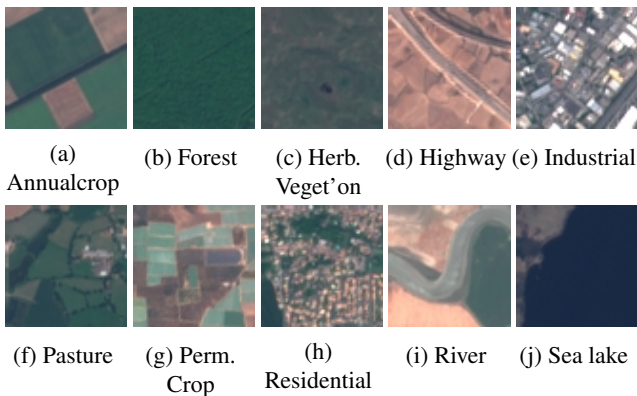 (a)
Annualcrop
(b) Forest
(c) Herb.
Veget'on
(d) Highway
(e) Industrial
(f) Pasture
(g) Perm.
Crop
(h)
Residential
(i) River
(j) Sea lake